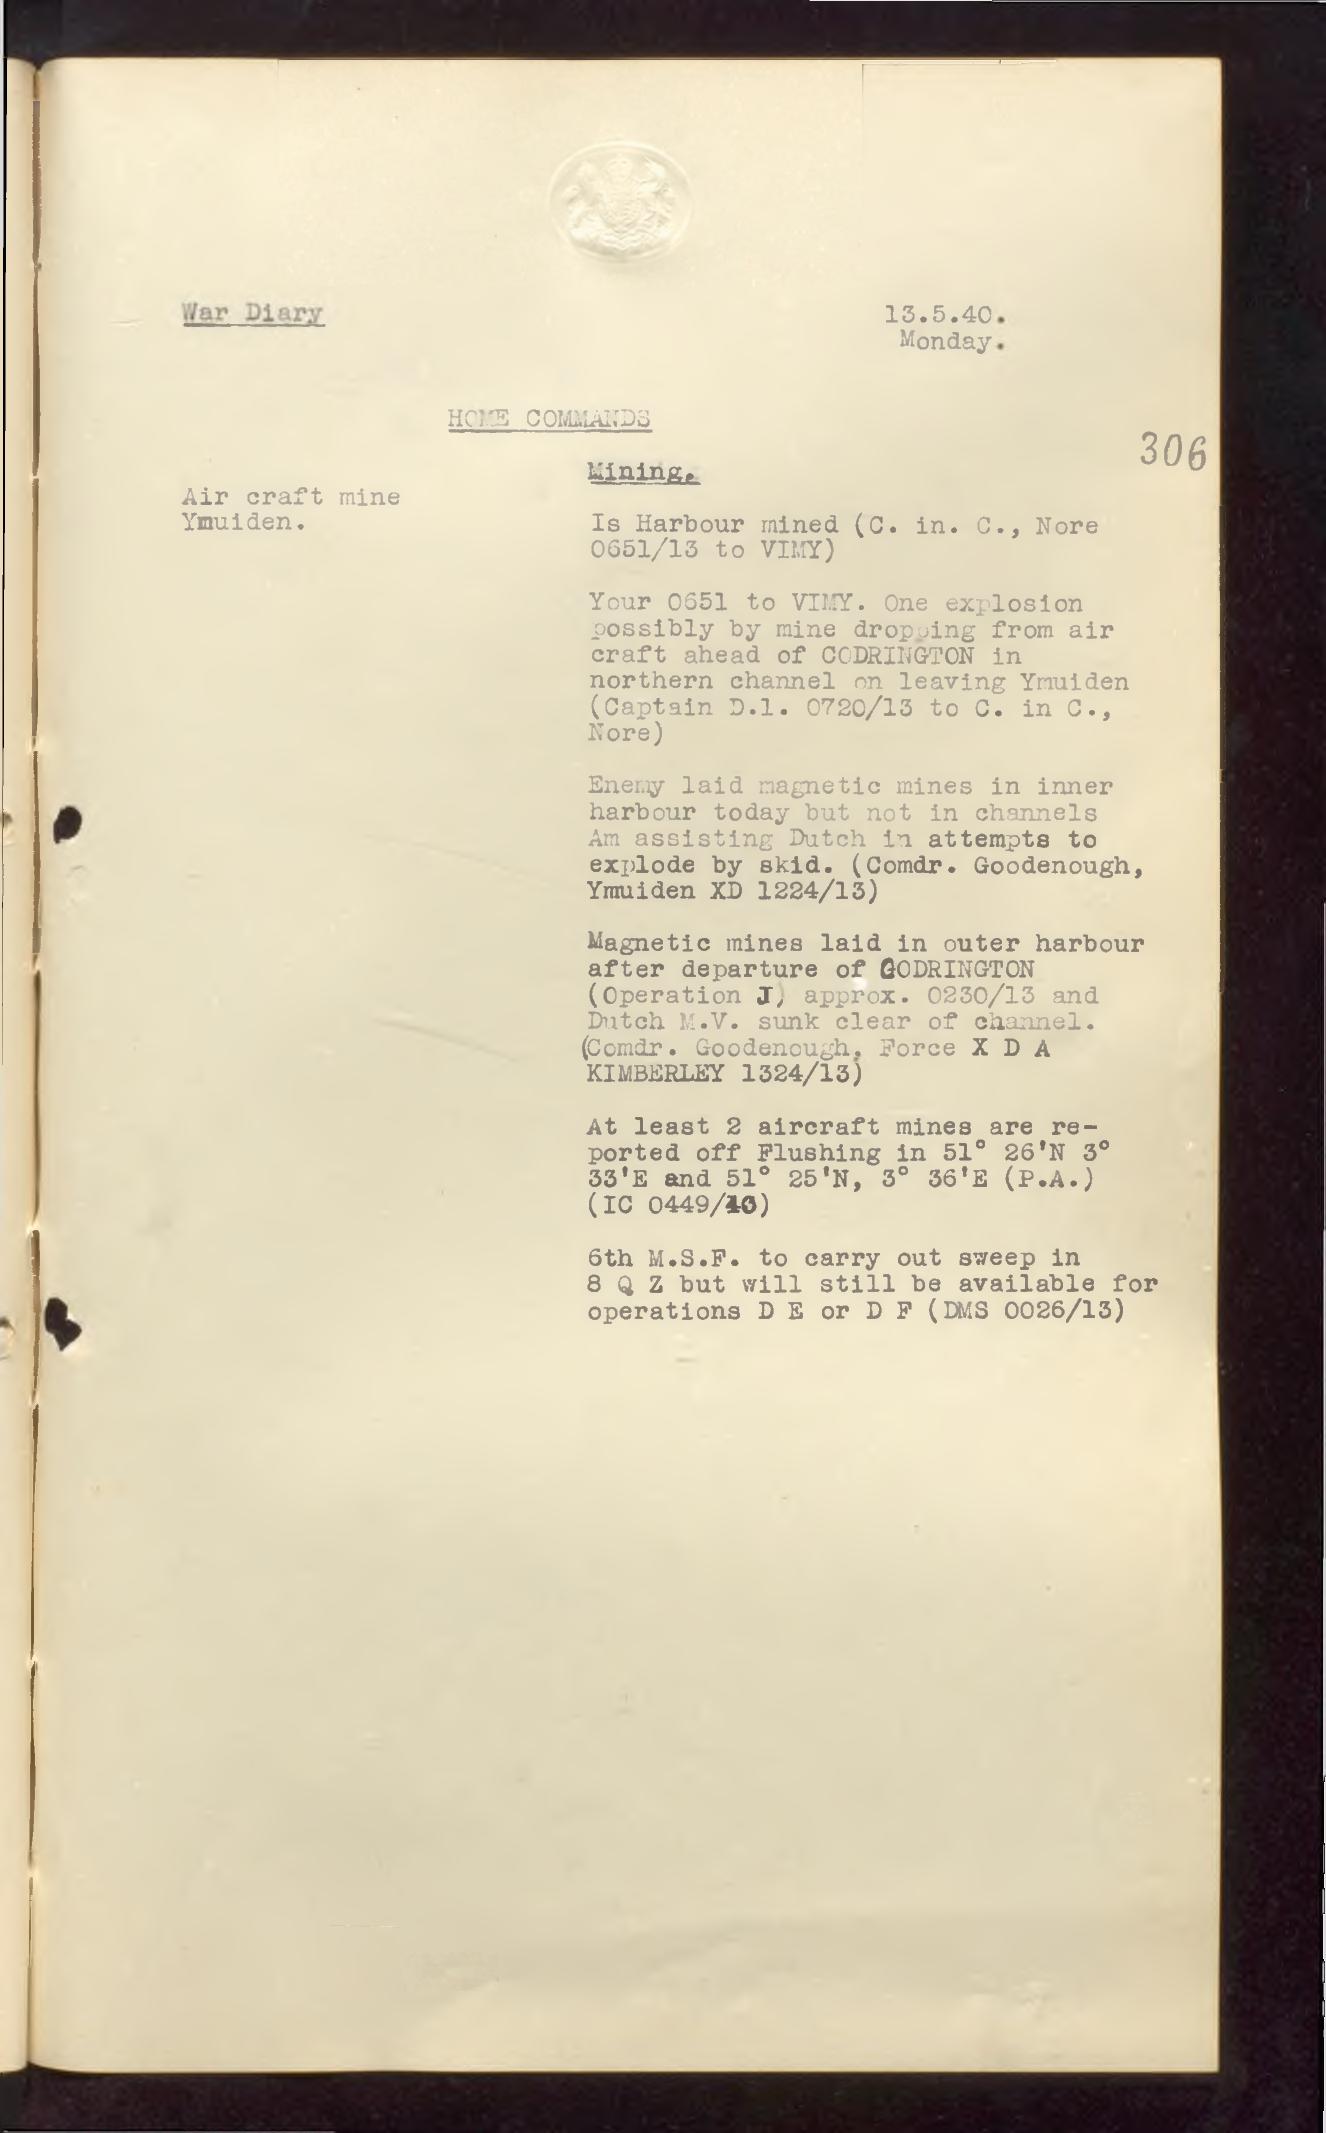 War Diary
13.5.40.
Monday.
HOME COMMANDS
306
Mining.
Air craft mine
Ymuiden.
Is Harbour mined (C. in. C., Nore
0651/13 to VIMY)
Your 0651 to VIMY. One explosion
possibly by mine dropping from air
craft ahead of CODRINGTON in
northern channel on leaving Ymuiden
(Captain D.1. 0720/13 to C. in C.,
Nore)
Enemy laid magnetic mines in inner
harbour today but not in channels
Am assisting Dutch in attempts to
explode by skid. (Comdr. Goodenough,
Ymuiden XD 1224/13)
Magnetic mines laid in outer harbour
after departure of CODRINGTON
(Operation J) approx. 0230/13 and
Dutch M.V. sunk clear of channel.
(Comdr. Goodenough, Force X D A
KIMBERLEY 1324/13)
At least 2 aircraft mines are re-
ported off Flushing in 51° 26'N 3°
33'E and 51° 25'N, 3° 36'E (P.A.)
(IC 0449/)
6th M.S.F. to carry out sweep in
8 Q Z but will still be available for
operations D E or D F (DMS 0026/13)